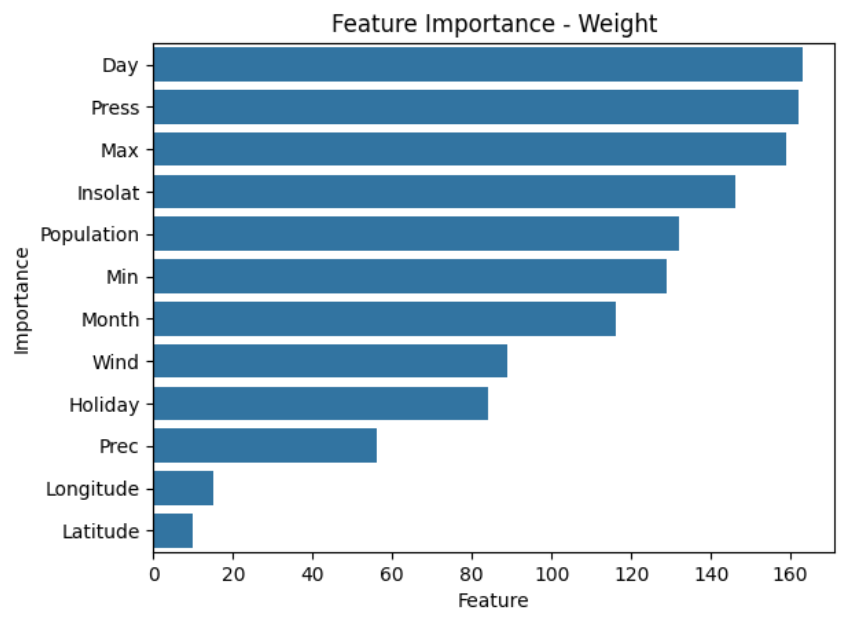 Feature Importance - Weight
Importance
Day
Press
Max
Insolat
Population
Min
Month
Wind
Holiday
Prec
Longitude
Latitude
0 20 40 60 80 100 120 140 160
Feature